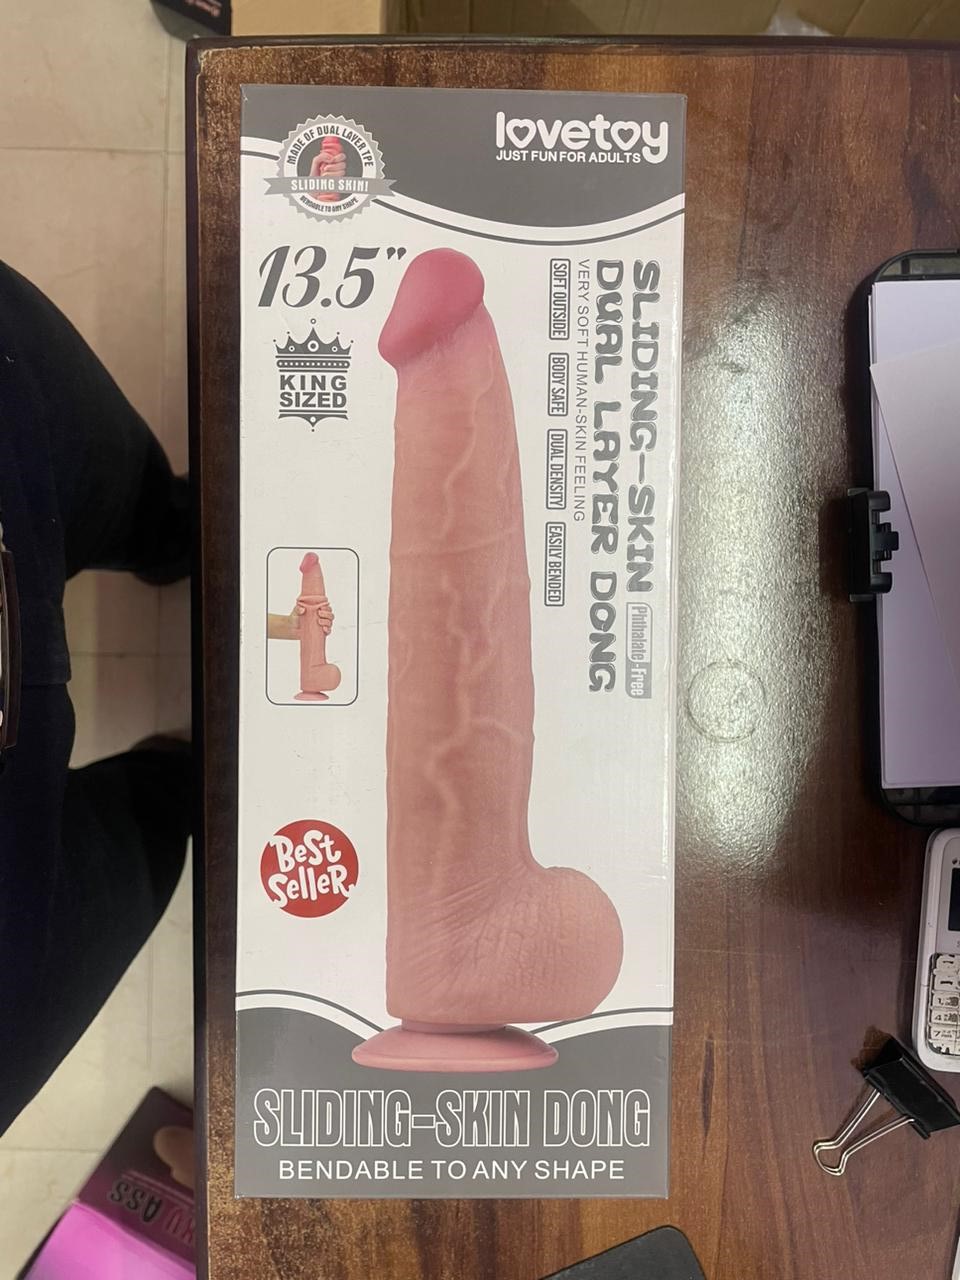 lovetoy
JUST FUN FOR ADULTS
MADE OF DUAL LAYER TPE
SLIDING SKIN!
BENDABLE TO ANY SHAPE
13.5"
KING
SIZED
SLIDING-SKIN
DUAL LAYER DONG
Phthalate-Free
VERY SOFT HUMAN-SKIN FEELING
SOFT OUTSIDE
BODY SAFE
DUAL DENSITY
EASILY BENDED
BeSt
SelleR
SLIDING-SKIN DONG
BENDABLE TO ANY SHAPE
ASS